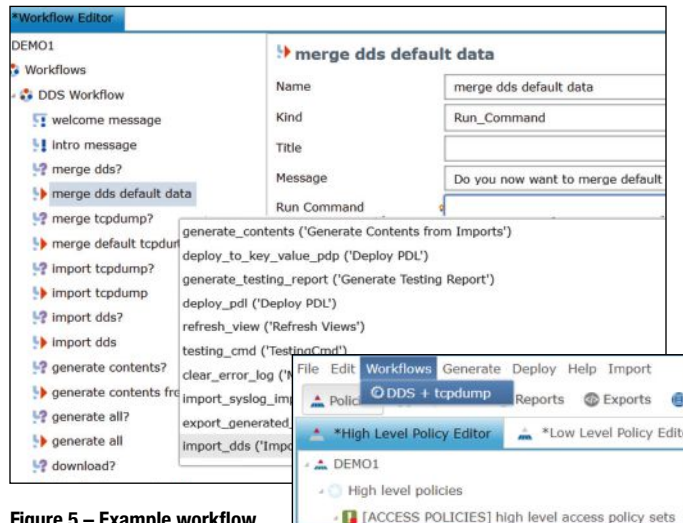 *Workflow Editor
DEMO1
Workflows
DDS Workflow
welcome message
intro message
merge dds?
merge dds default data
merge tcpdump?
merge default tcpdum
import tcpdump?
import tcpdump
import dds?
import dds
generate contents?
generate contents fro
generate all?
generate all
download?
merge dds default data
Name
merge dds default data
Kind
Run_Command
Title
Message
Do you now want to merge default
Run Command
generate_contents ('Generate Contents from Imports')
deploy_to_key_value_pdp ('Deploy PDL')
generate_testing_report ('Generate Testing Report')
deploy_pdl ('Deploy PDL')
refresh_view ('Refresh Views')
testing_cmd ('TestingCmd')
clear_error_log ('M
import_syslog_imp
export_generated_
import_dds ('Impo
File Edit Workflows Generate Deploy Help Import
DDS + tcpdump
Polici
Reports
Exports
*High Level Policy Editor
*Low Level Policy Edit
DEMO1
High level policies
[ACCESS POLICIES] high level access policy sets
Figure 5 – Example workflow